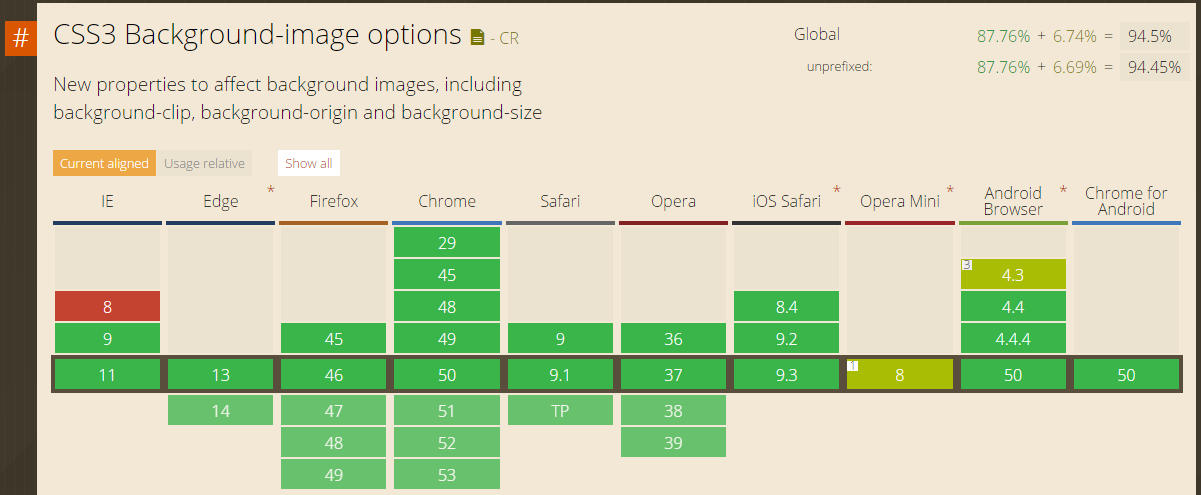 #
CSS3 Background-image options - CR
Global 87.76% + 6.74% = 94.5%
unprefixed: 87.76% + 6.69% = 94.45%
New properties to affect background images, including
background-clip, background-origin and background-size
Current aligned Usage relative Show all
IE Edge * Firefox Chrome Safari Opera iOS Safari * Opera Mini * Android Browser * Chrome for Android
29
45 3 4.3
8 48 8.4 4.4
9 45 49 9 36 9.2 4.4.4
11 13 46 50 9.1 37 9.3 1 8 50 50
14 47 51 TP 38
48 52 39
49 53